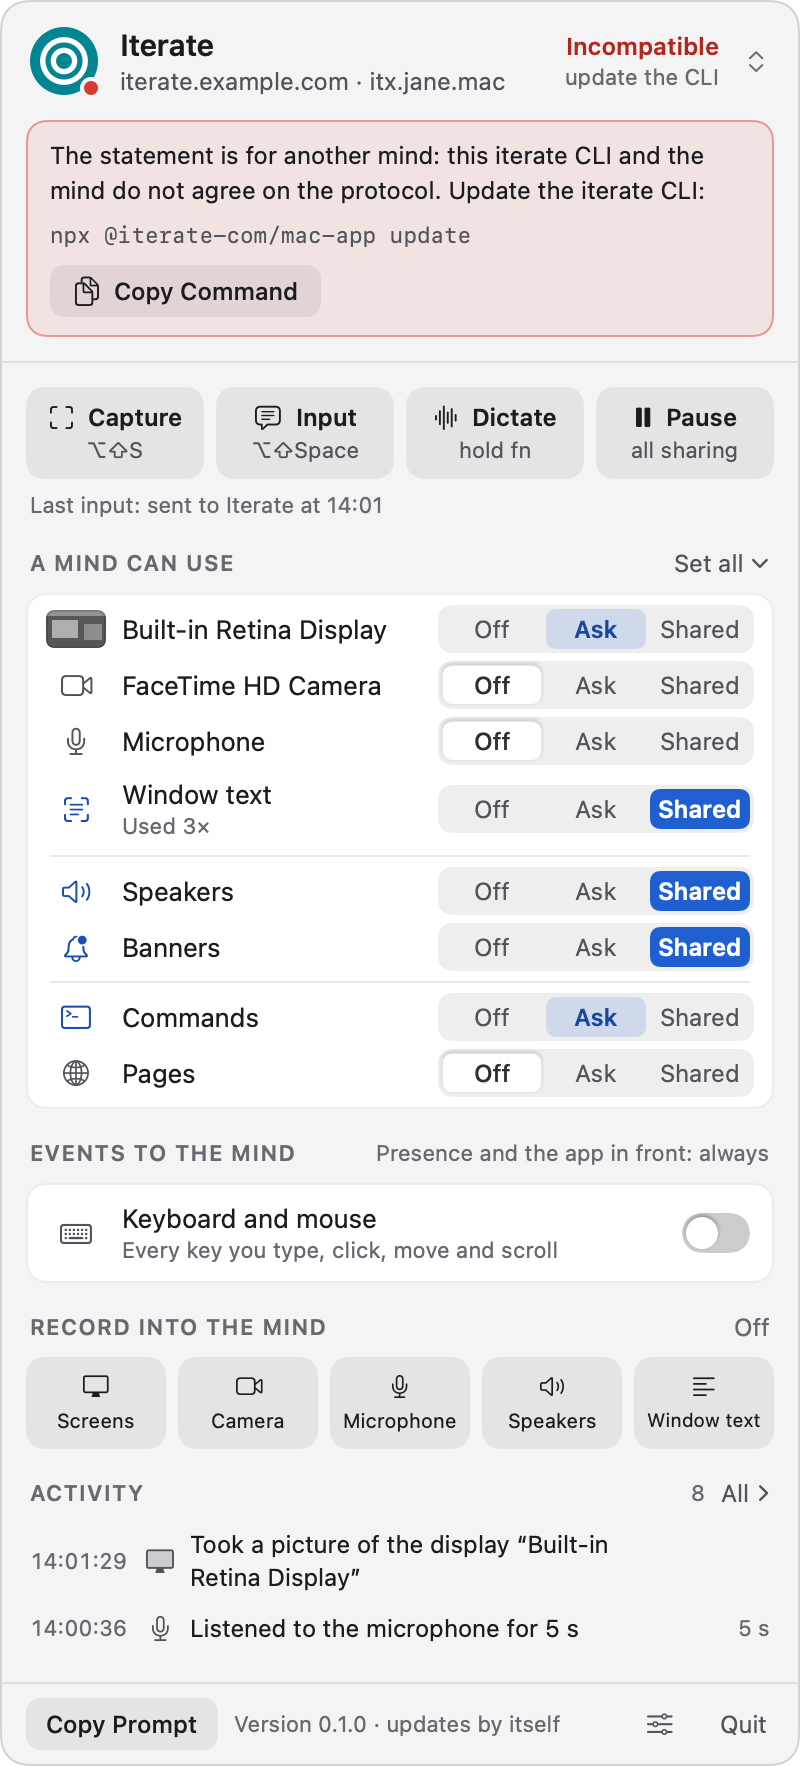 Iterate
iterate.example.com · itx.jane.mac
Incompatible
update the CLI
The statement is for another mind: this iterate CLI and the
mind do not agree on the protocol. Update the iterate CLI:
npx @iterate-com/mac-app update
Copy Command
Capture
⌥⇧S
Input
⌥⇧Space
Dictate
hold fn
Pause
all sharing
Last input: sent to Iterate at 14:01
A MIND CAN USE
Set all
Built-in Retina Display
Off Ask Shared
FaceTime HD Camera
Off Ask Shared
Microphone
Off Ask Shared
Window text
Used 3×
Off Ask Shared
Speakers
Off Ask Shared
Banners
Off Ask Shared
Commands
Off Ask Shared
Pages
Off Ask Shared
EVENTS TO THE MIND
Presence and the app in front: always
Keyboard and mouse
Every key you type, click, move and scroll
RECORD INTO THE MIND
Off
Screens
Camera
Microphone
Speakers
Window text
ACTIVITY
8 All
14:01:29
Took a picture of the display “Built-in
Retina Display”
14:00:36 Listened to the microphone for 5 s 5 s
Copy Prompt
Version 0.1.0 · updates by itself
Quit